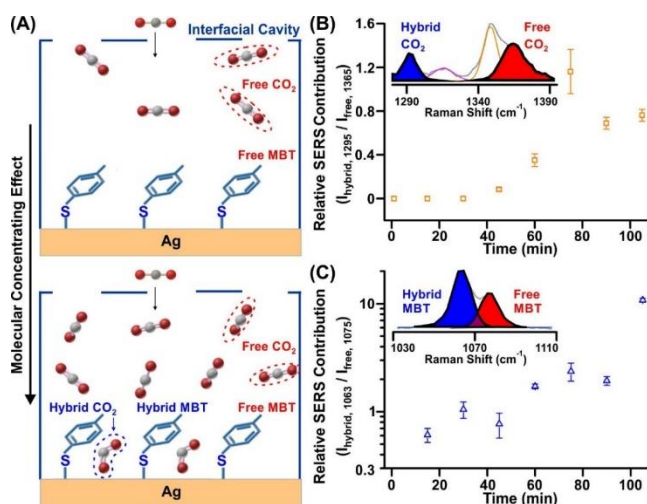 (A)
Molecular Concentrating Effect
Interfacial Cavity
Free CO2
Free MBT
S
S
S
Ag
Free CO2
Hybrid CO2
Hybrid MBT
Free MBT
S
S
S
Ag
(B)
Relative SERS Contribution
(I hybrid, 1295 / I free, 1365)
1.6
1.2
0.8
0.4
0
Hybrid
CO2
Free
CO2
1290
1340
1390
Raman Shift (cm-1)
0
20
40
60
80
100
Time (min)
(C)
Relative SERS Contribution
(I hybrid, 1063 / I free, 1075)
10
1
0.3
Hybrid
MBT
Free
MBT
1030
1070
1110
Raman Shift (cm-1)
0
20
40
60
80
100
Time (min)